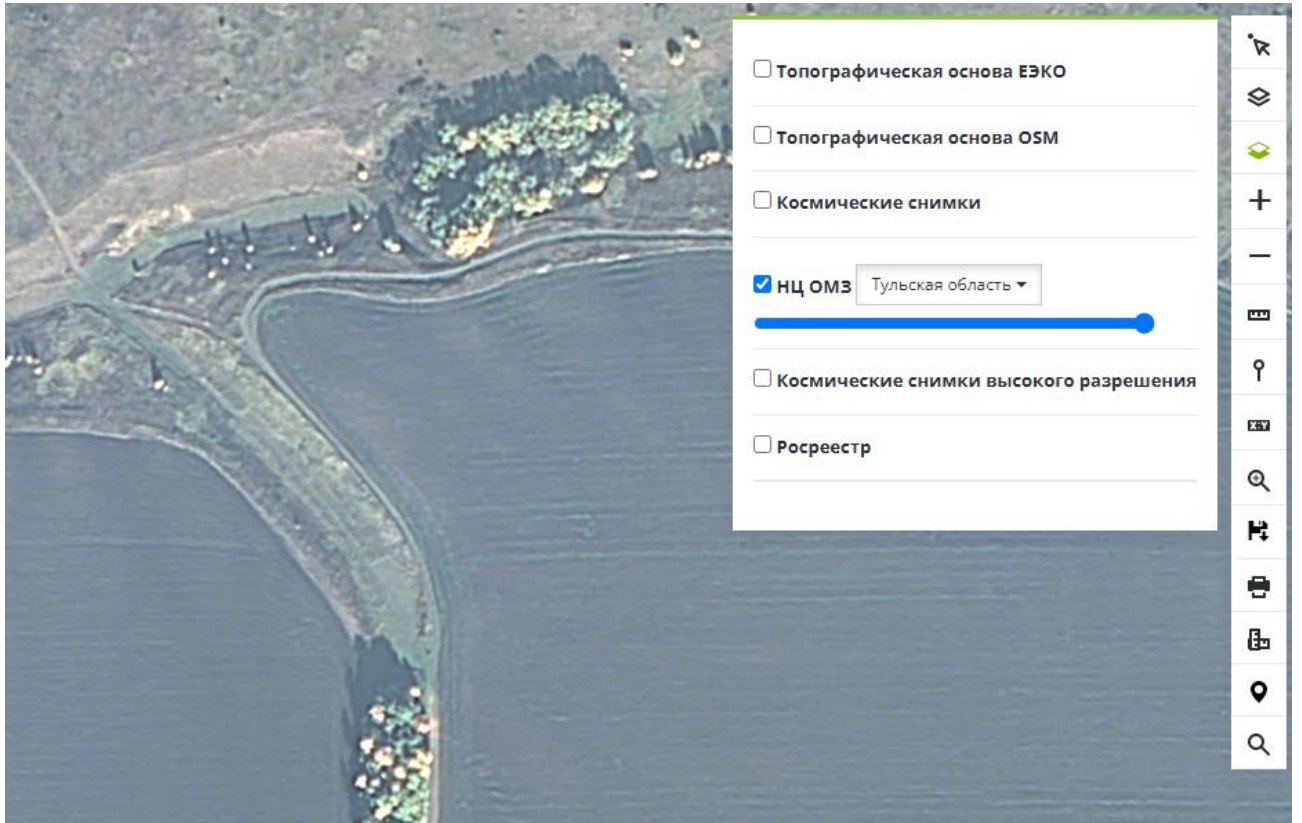 Топографическая основа ЕЭКО
Топографическая основа OSM
Космические снимки
НЦ ОМЗ Тульская область
Космические снимки высокого разрешения
Росреестр